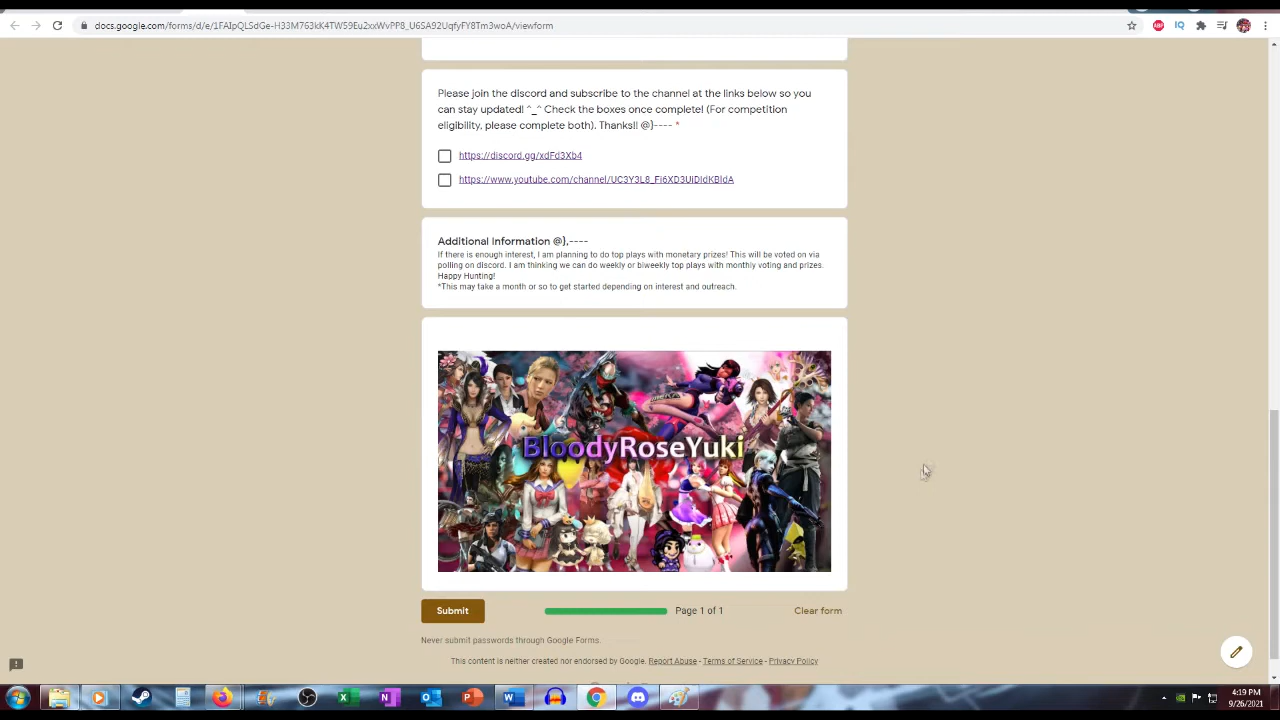 docs.google.com/forms/d/e/1FAIpQLSdGe-H33M763kK4TW59Eu2xxWvPP8_U6SA92UqfyFY8Tm3woA/viewform
ABP
IQ
Please join the discord and subscribe to the channel at the links below so you
can stay updated! ^_^ Check the boxes once complete! (For competition
eligibility, please complete both). Thanks!! @}---- *
https://discord.gg/xdFd3Xb4
https://www.youtube.com/channel/UC3Y3L8_Fi6XD3UiDIdKBldA
Additional Information @},----
If there is enough interest, I am planning to do top plays with monetary prizes! This will be voted on via
polling on discord. I am thinking we can do weekly or biweekly top plays with monthly voting and prizes.
Happy Hunting!
*This may take a month or so to get started depending on interest and outreach.
BloodyRoseYuki
Submit
Page 1 of 1
Clear form
Never submit passwords through Google Forms.
This content is neither created nor endorsed by Google. Report Abuse - Terms of Service - Privacy Policy
4:19 PM
9/26/2021